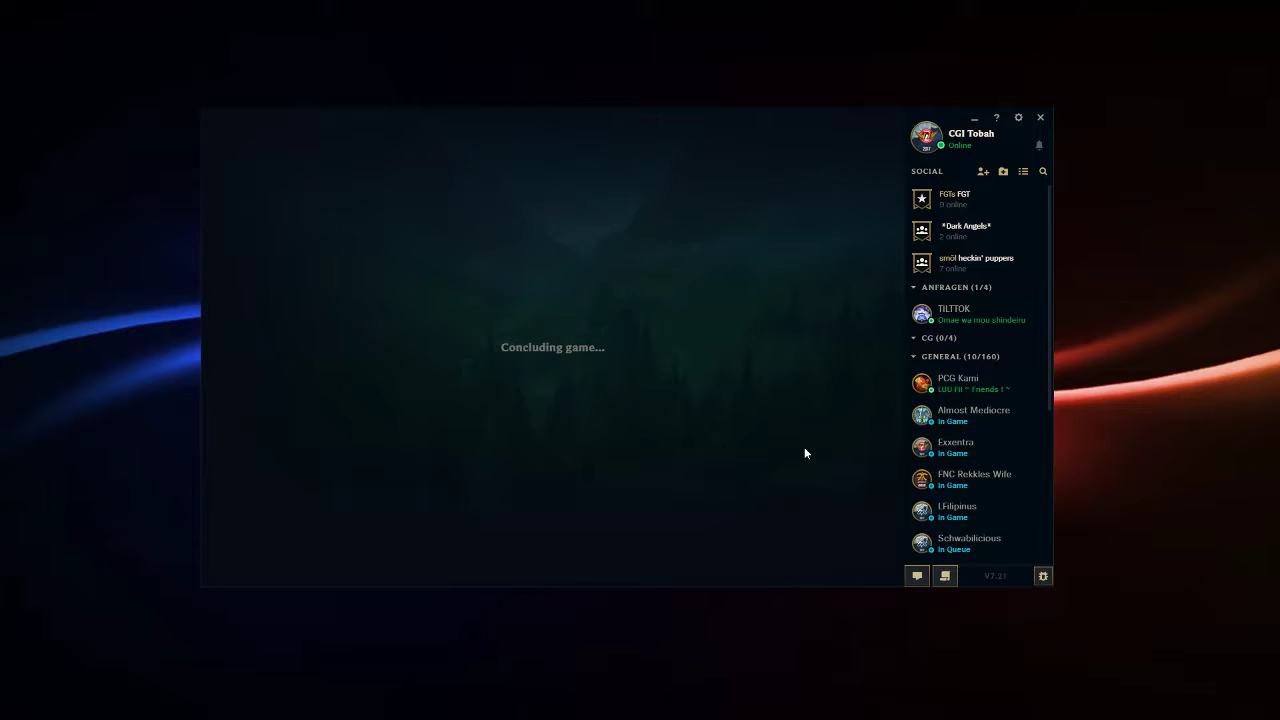 ?
CGI Tobah
Online
SOCIAL
FGTs FGT
9 online
*Dark Angels*
2 online
smöl heckin' puppers
7 online
ANFRAGEN (1/4)
TILTTOK
Omae wa mou shindeiru
CG (0/4)
GENERAL (10/160)
PCG Kami
LUU FII ~ Friends ! ~
Concluding game...
Almost Mediocre
In Game
Exxentra
In Game
FNC Rekkles Wife
In Game
LFilipinus
In Game
Schwabilicious
In Queue
V7.21